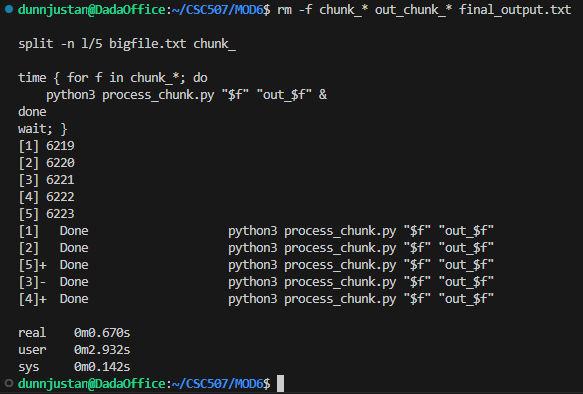 dunnjustan@DadaOffice:~/CSC507/MOD6$ rm -f chunk_* out_chunk_* final_output.txt
split -n l/5 bigfile.txt chunk_
time { for f in chunk_*; do
    python3 process_chunk.py "$f" "out_$f" &
done
wait; }
[1] 6219
[2] 6220
[3] 6221
[4] 6222
[5] 6223
[1]   Done                    python3 process_chunk.py "$f" "out_$f"
[2]   Done                    python3 process_chunk.py "$f" "out_$f"
[5]+  Done                    python3 process_chunk.py "$f" "out_$f"
[3]-  Done                    python3 process_chunk.py "$f" "out_$f"
[4]+  Done                    python3 process_chunk.py "$f" "out_$f"
real    0m0.670s
user    0m2.932s
sys     0m0.142s
dunnjustan@DadaOffice:~/CSC507/MOD6$